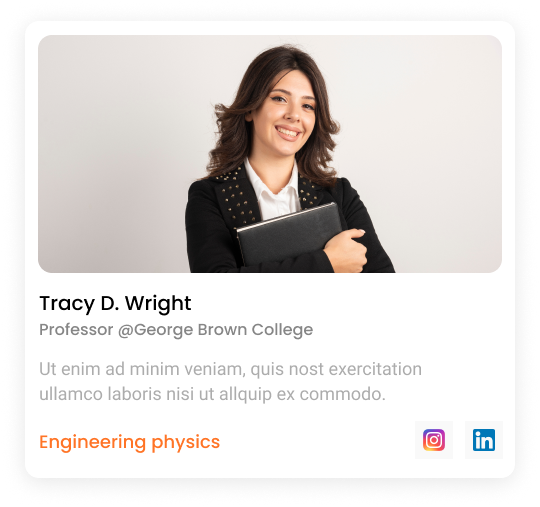 Tracy D. Wright
Professor @George Brown College
Ut enim ad minim veniam, quis nost exercitation
ullamco laboris nisi ut allquip ex commodo.
Engineering physics
in